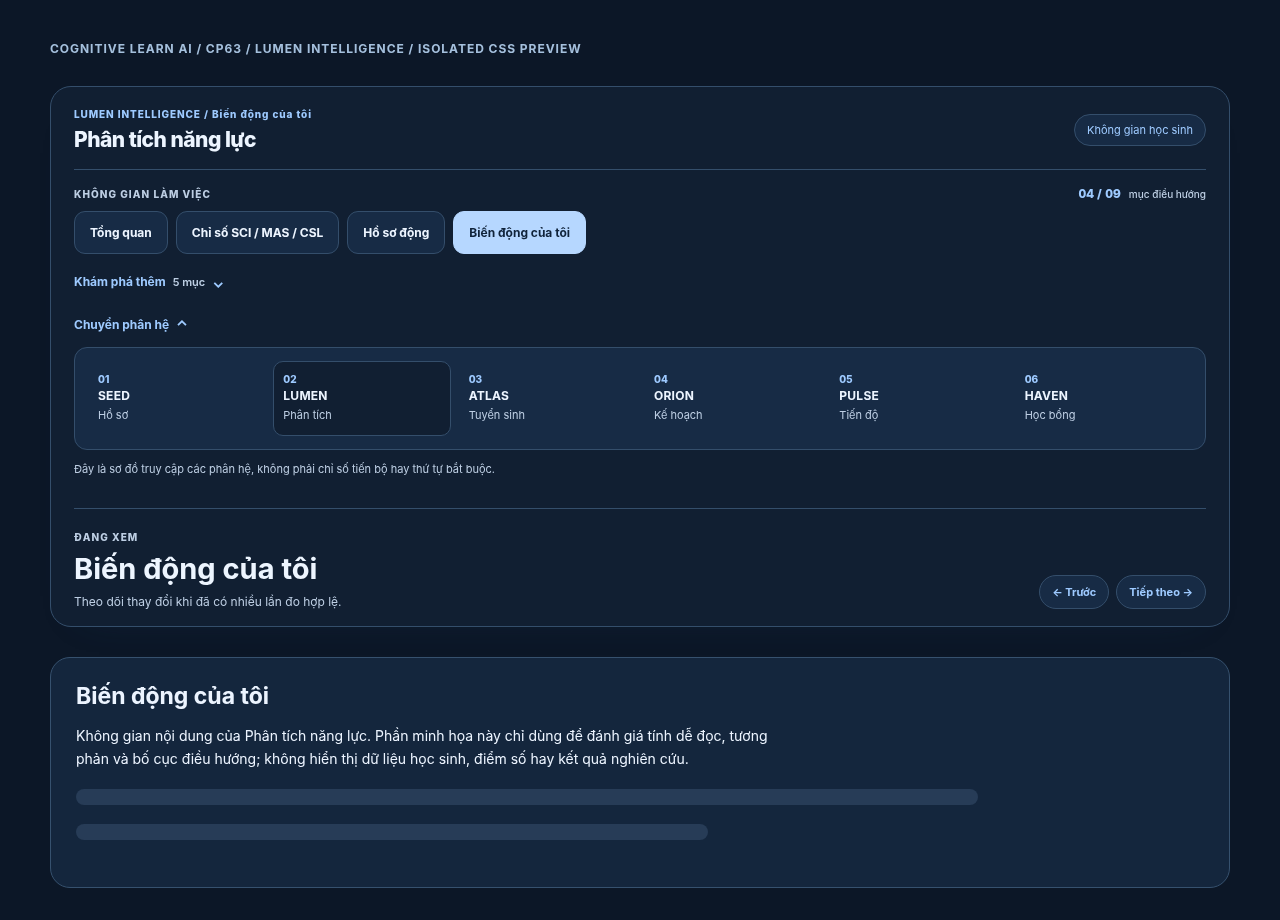 COGNITIVE LEARN AI / CP63 / LUMEN INTELLIGENCE / ISOLATED CSS PREVIEW
LUMEN INTELLIGENCE / Biến động của tôi
Phân tích năng lực
Không gian học sinh
KHÔNG GIAN LÀM VIỆC
04 / 09 mục điều hướng
Tổng quan
Chỉ số SCI / MAS / CSL
Hồ sơ động
Biến động của tôi
Khám phá thêm 5 mục
Chuyển phân hệ
01
SEED
Hồ sơ
02
LUMEN
Phân tích
03
ATLAS
Tuyển sinh
04
ORION
Kế hoạch
05
PULSE
Tiến độ
06
HAVEN
Học bổng
Đây là sơ đồ truy cập các phân hệ, không phải chỉ số tiến bộ hay thứ tự bắt buộc.
ĐANG XEM
Biến động của tôi
Theo dõi thay đổi khi đã có nhiều lần đo hợp lệ.
← Trước
Tiếp theo →
Biến động của tôi
Không gian nội dung của Phân tích năng lực. Phần minh họa này chỉ dùng để đánh giá tính dễ đọc, tương
phản và bố cục điều hướng; không hiển thị dữ liệu học sinh, điểm số hay kết quả nghiên cứu.